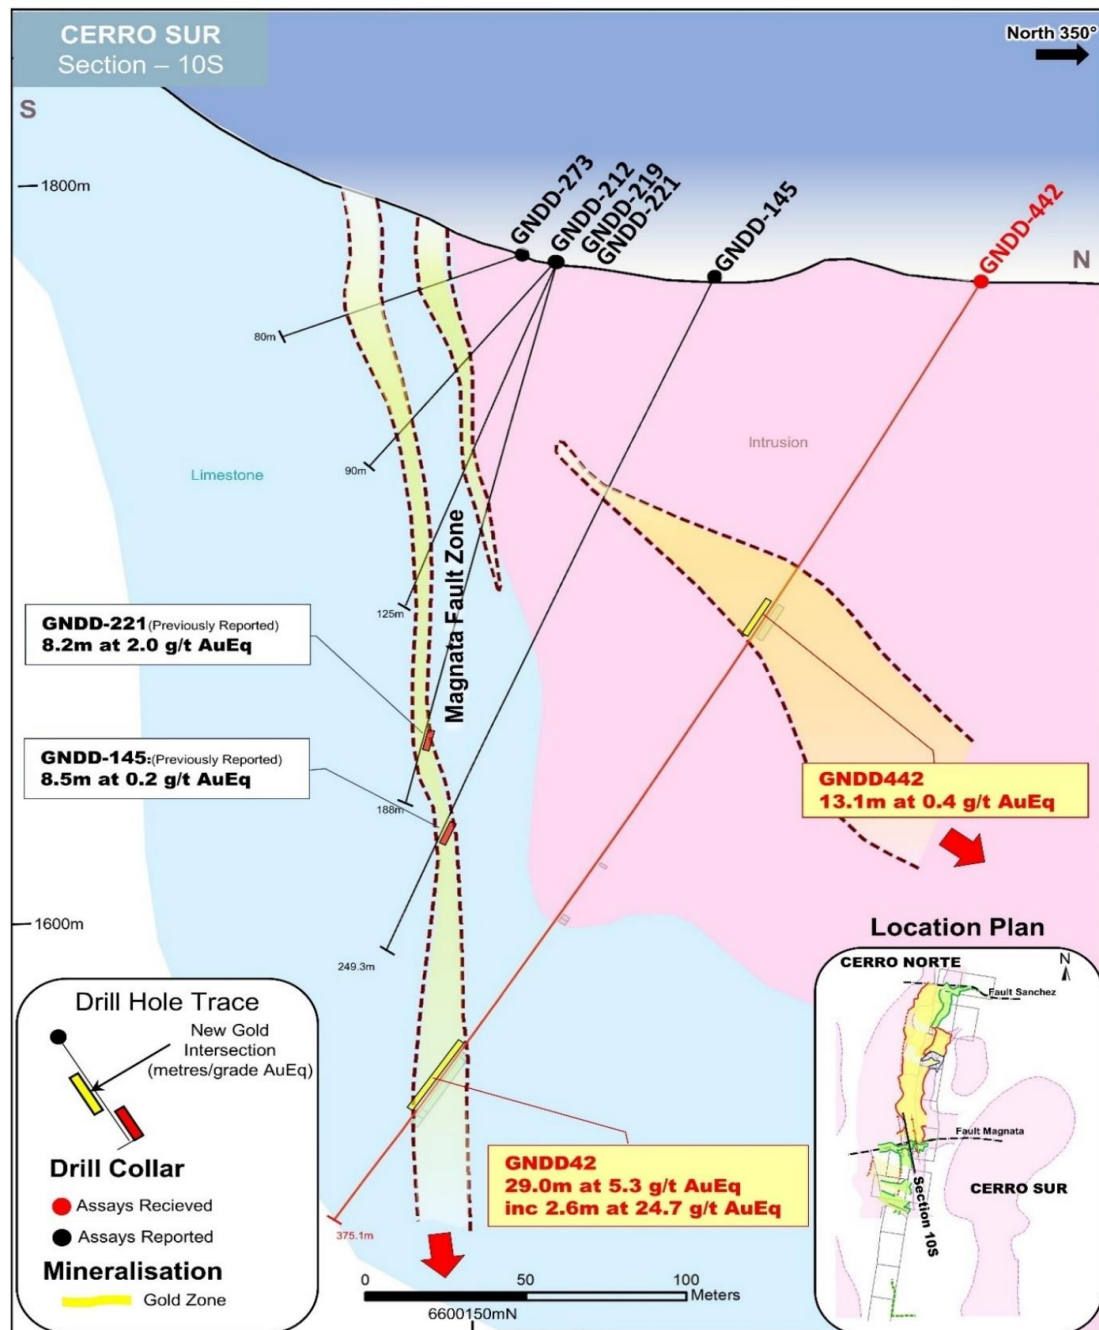 CERRO SUR
Section – 10S
North 350°
S
N
1800m
GNDD-273
GNDD-212
GNDD-219
GNDD-221
GNDD-145
GNDD-442
80m
90m
Limestone
Intrusion
Magnata Fault Zone
125m
GNDD-221(Previously Reported)
8.2m at 2.0 g/t AuEq
GNDD-145:(Previously Reported)
8.5m at 0.2 g/t AuEq
188m
GNDD442
13.1m at 0.4 g/t AuEq
1600m
249.3m
Location Plan
CERRO NORTE
N
Fault Sanchez
Fault Magnata
CERRO SUR
Section 10S
Drill Hole Trace
New Gold
Intersection
(metres/grade AuEq)
Drill Collar
Assays Recieved
Assays Reported
Mineralisation
Gold Zone
GNDD42
29.0m at 5.3 g/t AuEq
inc 2.6m at 24.7 g/t AuEq
375.1m
0 50 100
Meters
6600150mN